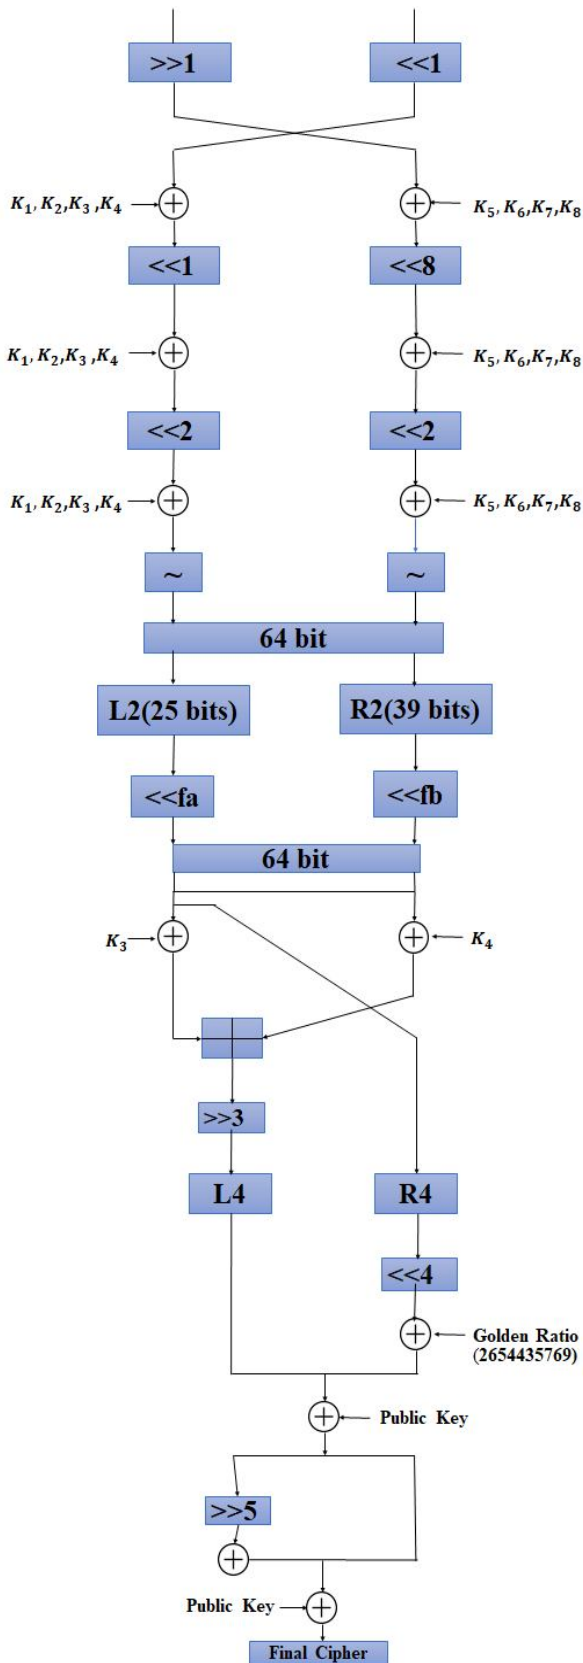 >>1 <<1
K₁, K₂,K₃ ,K₄ K₅, K₆,K₇,K₈
<<1 <<8
K₁, K₂,K₃ ,K₄ K₅, K₆,K₇,K₈
<<2 <<2
K₁, K₂,K₃ ,K₄ K₅, K₆,K₇,K₈
~ ~
64 bit
L2(25 bits) R2(39 bits)
<<fa <<fb
64 bit
K₃ K₄
>>3
L4 R4
<<4
Golden Ratio
(2654435769)
Public Key
>>5
Public Key
Final Cipher